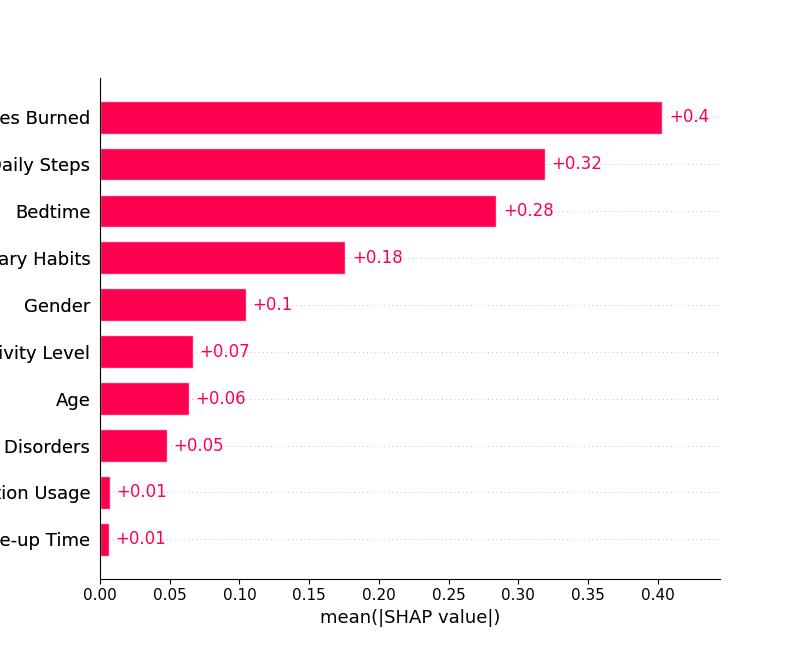 es Burned +0.4
Daily Steps +0.32
Bedtime +0.28
ary Habits +0.18
Gender +0.1
ivity Level +0.07
Age +0.06
Disorders +0.05
tion Usage +0.01
e-up Time +0.01
0.00 0.05 0.10 0.15 0.20 0.25 0.30 0.35 0.40
mean(|SHAP value|)